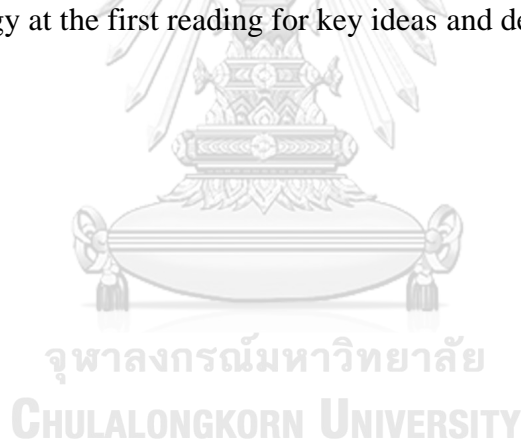 gy at the first reading for key ideas and de
จุฬาลงกรณ์มหาวิทยาลัย
CHULALONGKORN UNIVERSITY